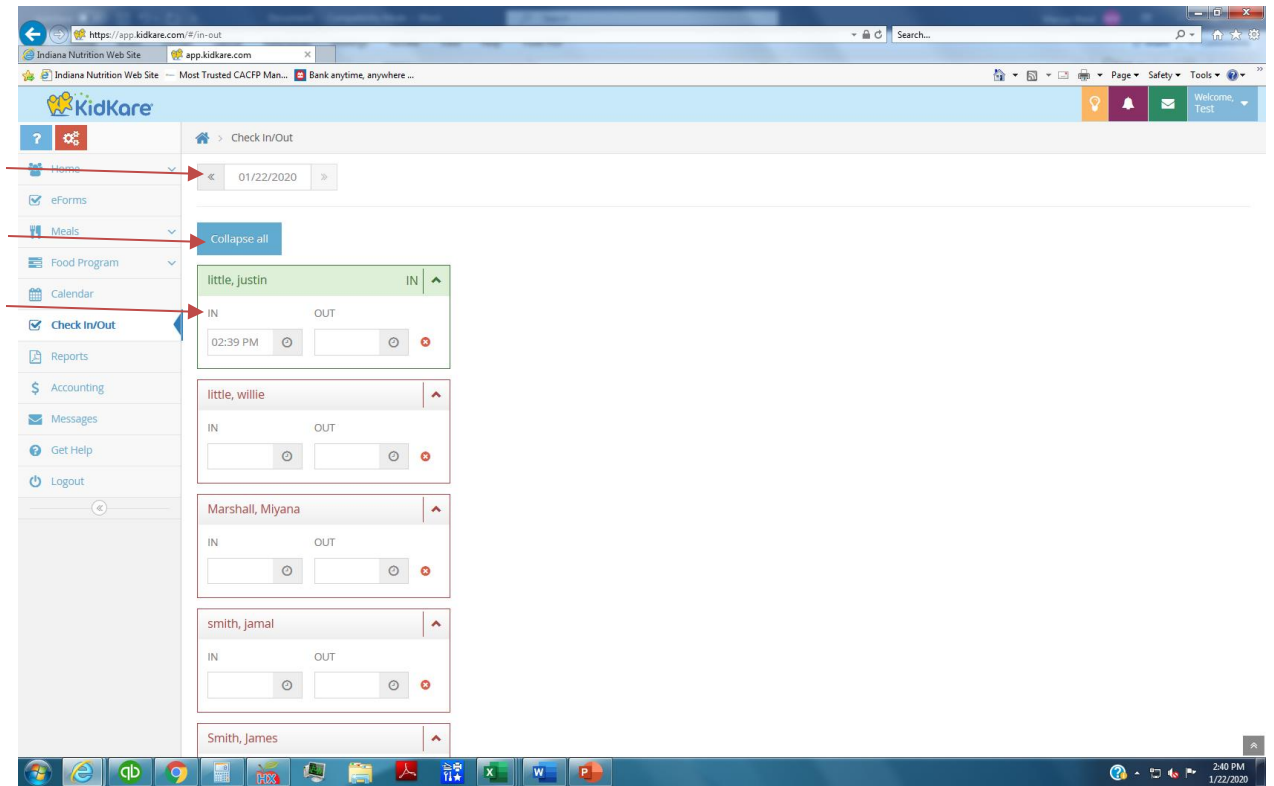 https://app.kidkare.com/#/in-out
Search...
Indiana Nutrition Web Site
app.kidkare.com
Indiana Nutrition Web Site
Most Trusted CACFP Man...
Bank anytime, anywhere ...
Page
Safety
Tools
KidKare
Welcome,
Test
?
Check In/Out
Home
« 01/22/2020 »
eForms
Meals
Collapse all
Food Program
little, justin IN
Calendar
IN OUT
Check In/Out
02:39 PM
Reports
Accounting
little, willie
Messages
IN OUT
Get Help
Logout
Marshall, Miyana
IN OUT
smith, jamal
IN OUT
Smith, James
qb
HX
X
W
P
2:40 PM
1/22/2020